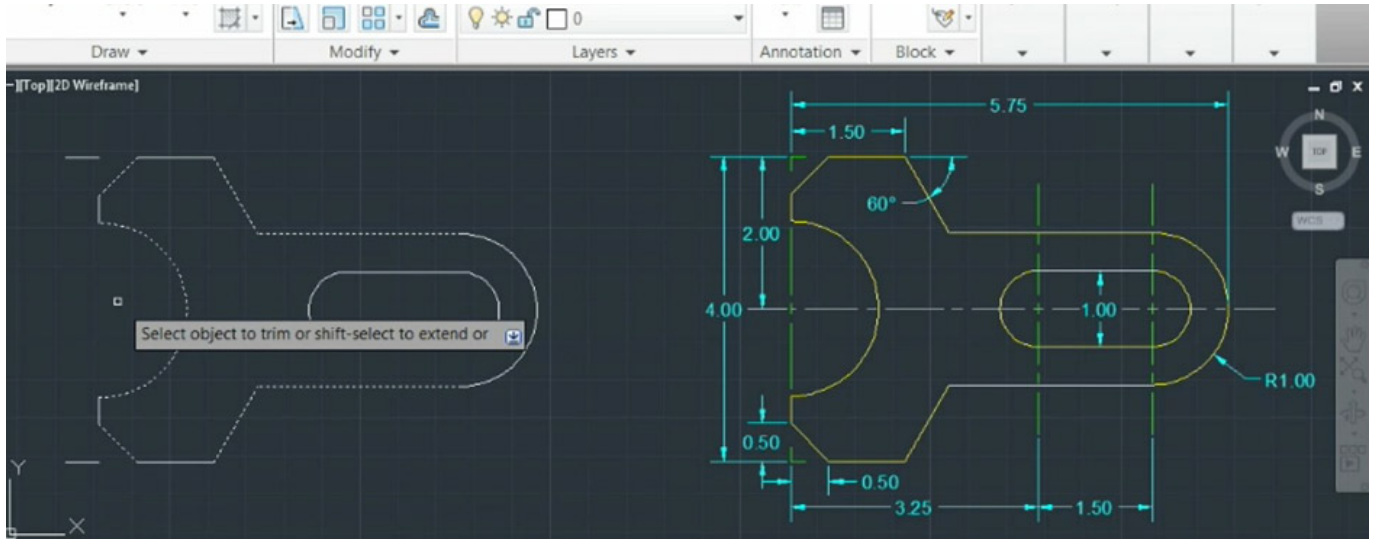 0
Draw
Modify
Layers
Annotation
Block
][Top][2D Wireframe]
5.75
1.50
N
W TOP E
S
60°
WCS
2.00
4.00
1.00
Select object to trim or shift-select to extend or
R1.00
0.50
0.50
Y
3.25
1.50
X